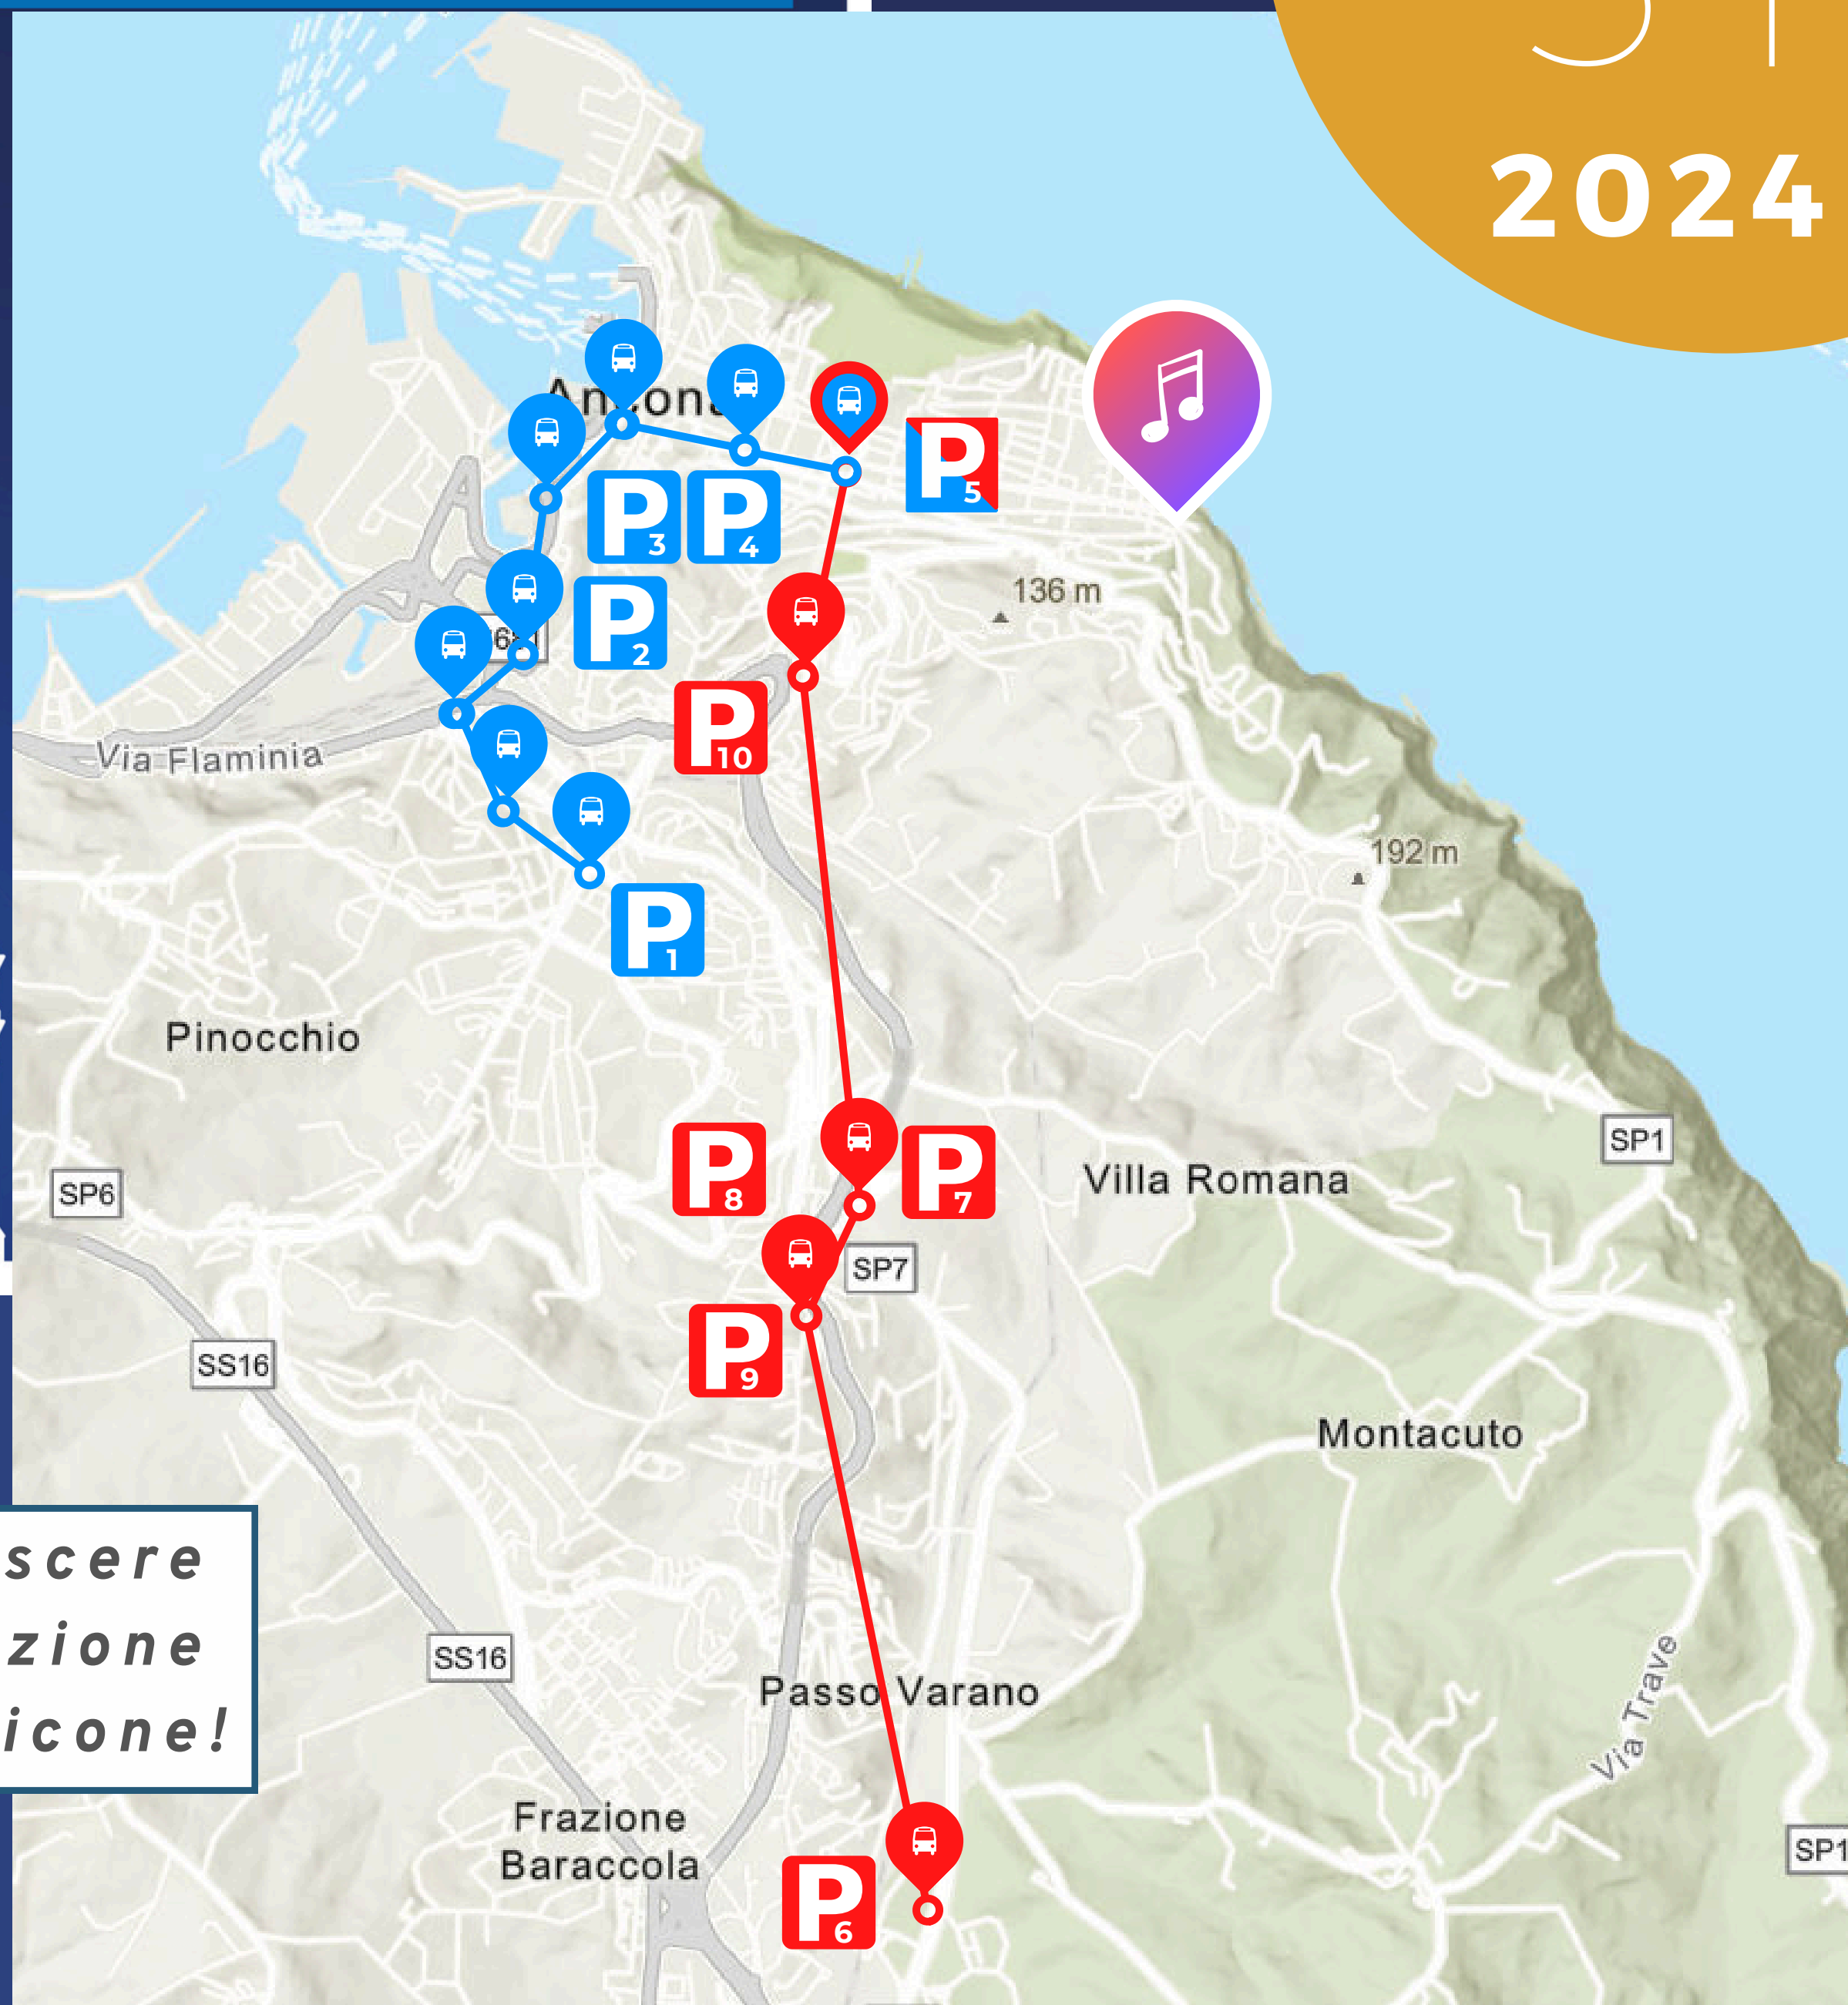 2024
Ancona
P5
P3
P4
136 m
P2
P10
Via Flaminia
192 m
P1
Pinocchio
SP1
P8
P7
Villa Romana
SP6
SP7
P9
SS16
Montacuto
scere
zione
icone!
SS16
Passo Varano
Via Trave
Frazione
Baraccola
SP1
P6